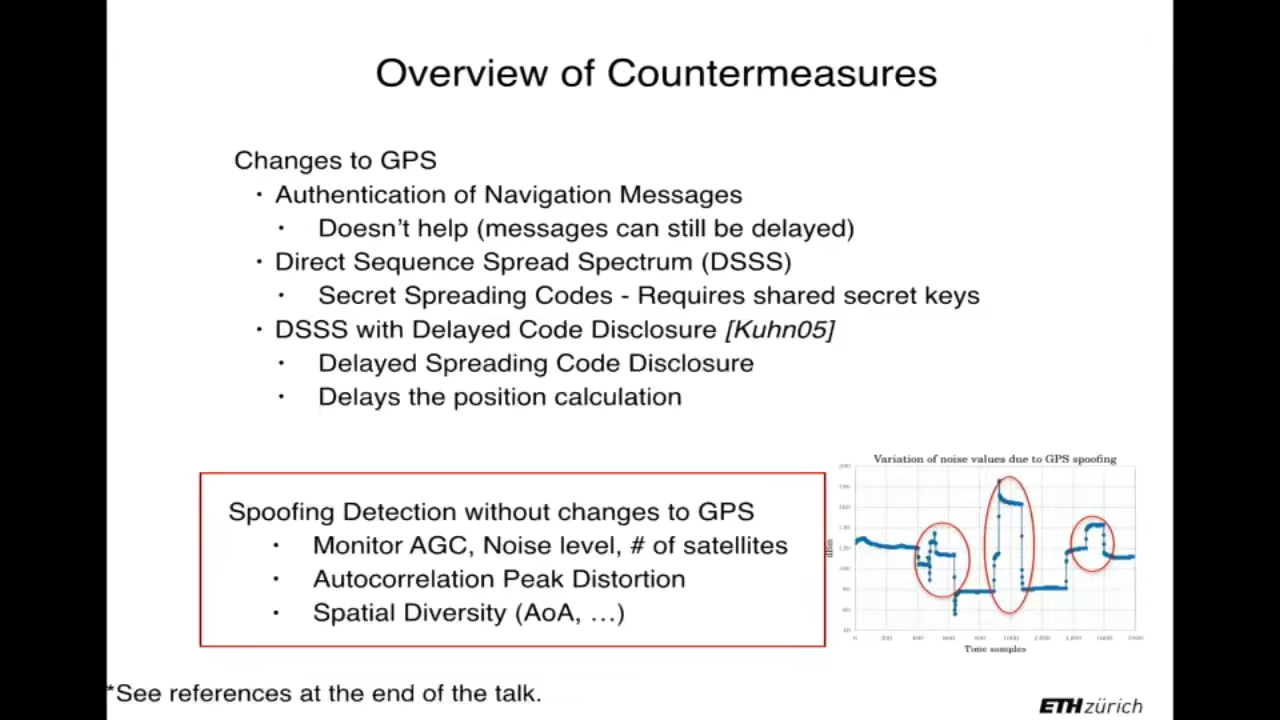 Overview of Countermeasures
Changes to GPS
· Authentication of Navigation Messages
· Doesn't help (messages can still be delayed)
· Direct Sequence Spread Spectrum (DSSS)
· Secret Spreading Codes - Requires shared secret keys
· DSSS with Delayed Code Disclosure [Kuhn05]
· Delayed Spreading Code Disclosure
· Delays the position calculation
Spoofing Detection without changes to GPS
· Monitor AGC, Noise level, # of satellites
· Autocorrelation Peak Distortion
· Spatial Diversity (AoA, …)
Variation of noise values due to GPS spoofing
dBm
Time samples
*See references at the end of the talk.
ETH zürich